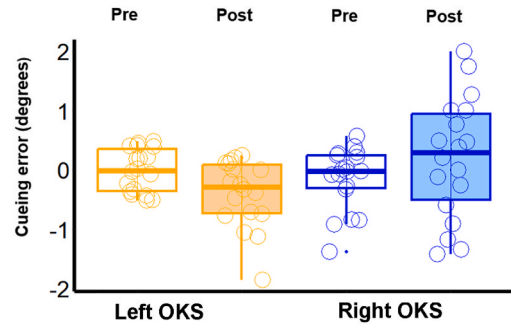 Pre Post Pre Post
Cueing error (degrees)
2
1
0
-1
-2
Left OKS Right OKS